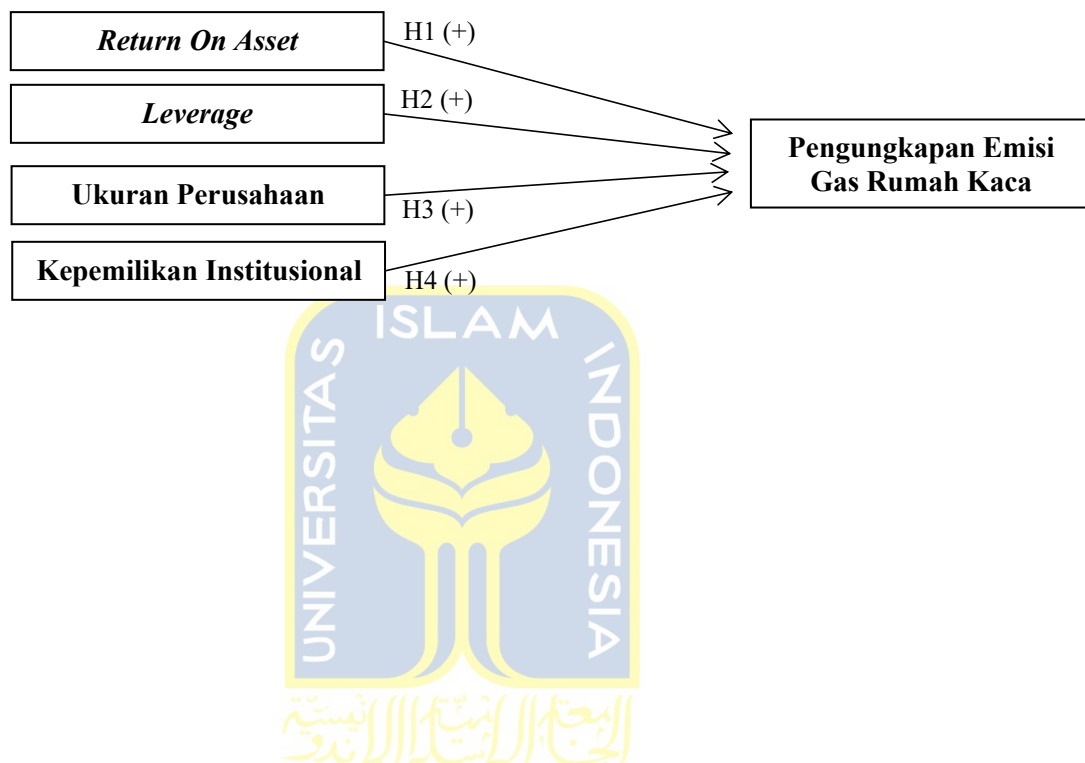 Return On Asset
H1 (+)
Leverage
H2 (+)
Pengungkapan Emisi
Gas Rumah Kaca
Ukuran Perusahaan
H3 (+)
Kepemilikan Institusional
H4 (+)
UNIVERSITAS
ISLAM
INDONESIA